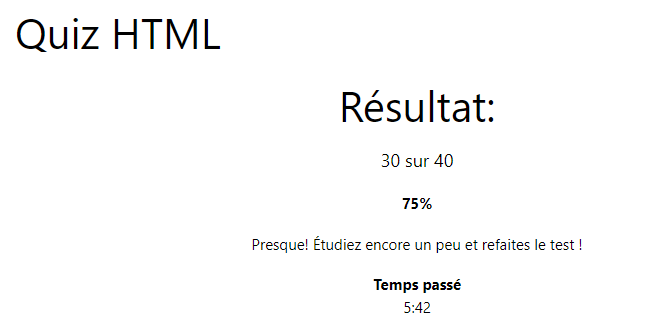 Quiz HTML
Résultat:
30 sur 40
75%
Presque! Étudiez encore un peu et refaites le test !
Temps passé
5:42